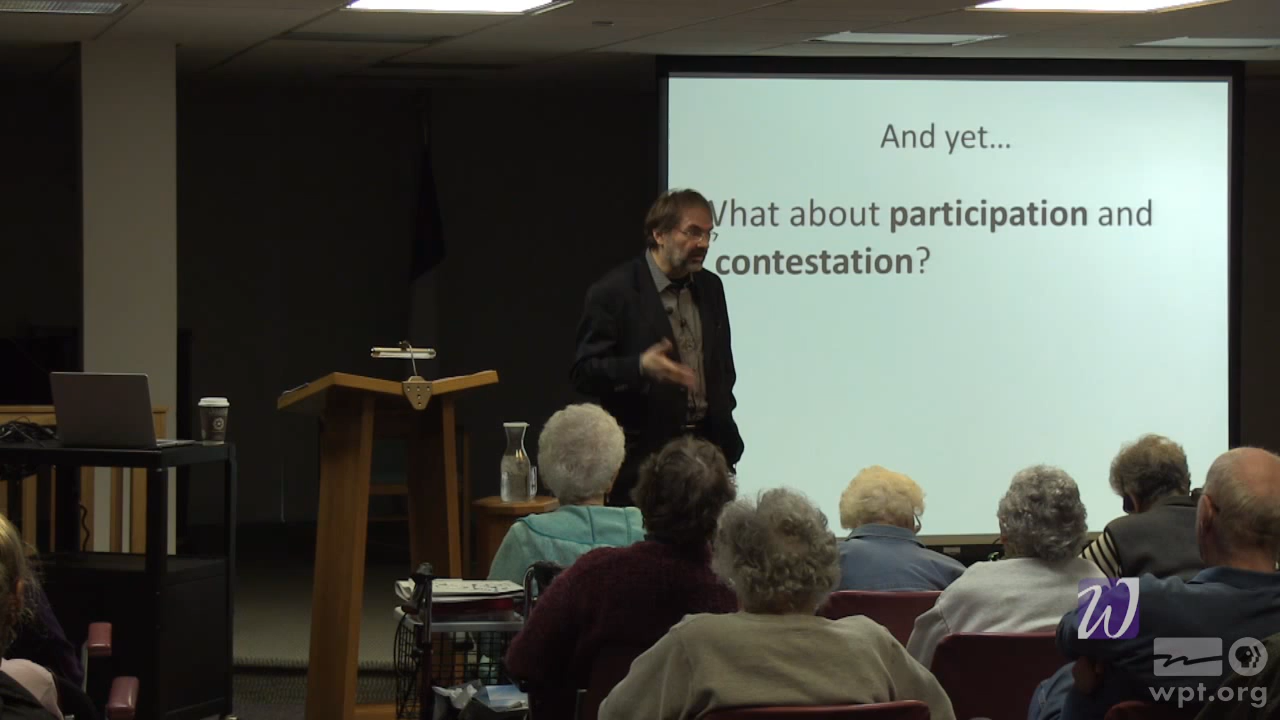 And yet...
What about participation and
contestation?
W
wpt.org